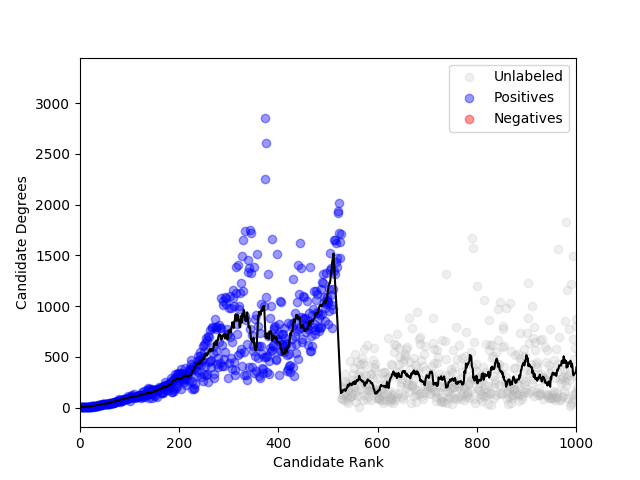 Unlabeled
Positives
Negatives
3000
2500
2000
1500
1000
500
0
Candidate Degrees
0 200 400 600 800 1000
Candidate Rank